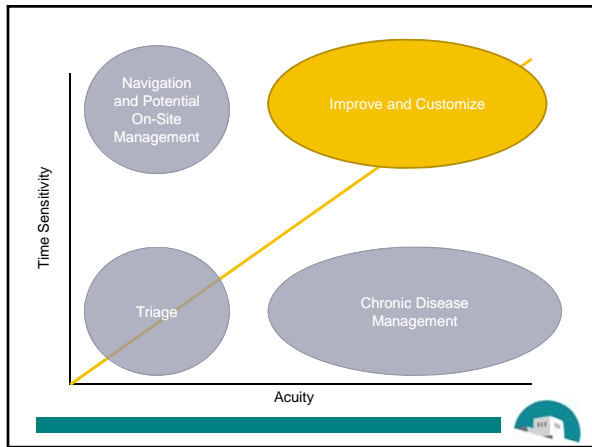 Navigation
and Potential
On-Site
Management
Improve and Customize
Time Sensitivity
Triage
Chronic Disease
Management
Acuity